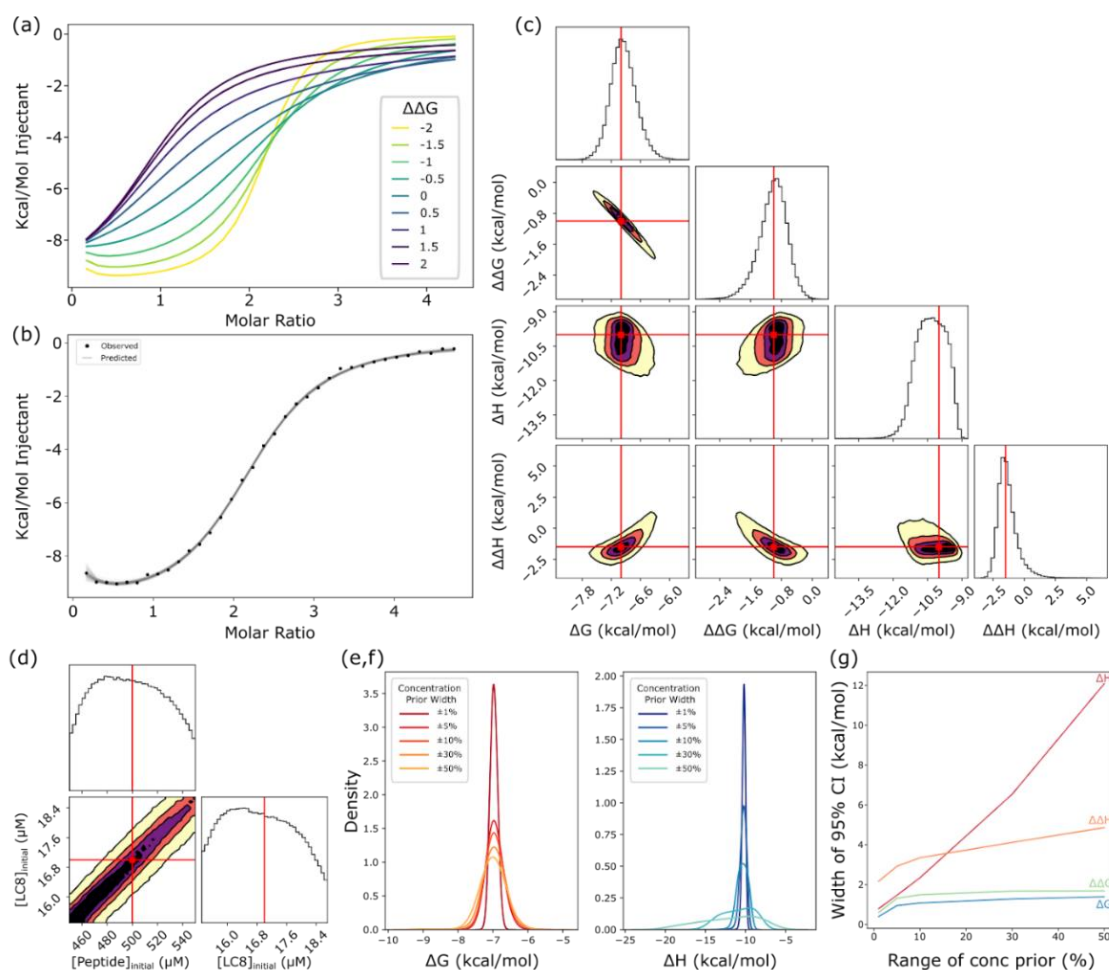 (a)
0
−2
−4
−6
−8
Kcal/Mol Injectant
ΔΔG
-2
-1.5
-1
-0.5
0
0.5
1
1.5
2
0 1 2 3 4
Molar Ratio
(b)
Observed
Predicted
0
−2
−4
−6
−8
Kcal/Mol Injectant
0 1 2 3 4
Molar Ratio
(c)
0.0
−0.8
−1.6
−2.4
ΔΔG (kcal/mol)
−9.0
−10.5
−12.0
−13.5
ΔH (kcal/mol)
5.0
2.5
0.0
−2.5
ΔΔH (kcal/mol)
−7.8 −7.2 −6.6 −6.0
ΔG (kcal/mol)
−2.4 −1.6 −0.8 0.0
ΔΔG (kcal/mol)
−13.5 −12.0 −10.5 −9.0
ΔH (kcal/mol)
−2.5 0.0 2.5 5.0
ΔΔH (kcal/mol)
(d)
18.4
17.6
16.8
16.0
[LC8]initial (μM)
460 480 500 520 540
[Peptide]initial (μM)
16.0 16.8 17.6 18.4
[LC8]initial (μM)
(e,f)
Concentration
Prior Width
±1%
±5%
±10%
±30%
±50%
3.5
3.0
2.5
2.0
1.5
1.0
0.5
0.0
Density
−10 −8 −6
ΔG (kcal/mol)
Concentration
Prior Width
±1%
±5%
±10%
±30%
±50%
2.00
1.75
1.50
1.25
1.00
0.75
0.50
0.25
0.00
−25 −20 −15 −10 −5
ΔH (kcal/mol)
(g)
12
10
8
6
4
2
0
Width of 95% CI (kcal/mol)
ΔH
ΔΔH
ΔΔG
ΔG
0 10 20 30 40 50
Range of conc prior (%)